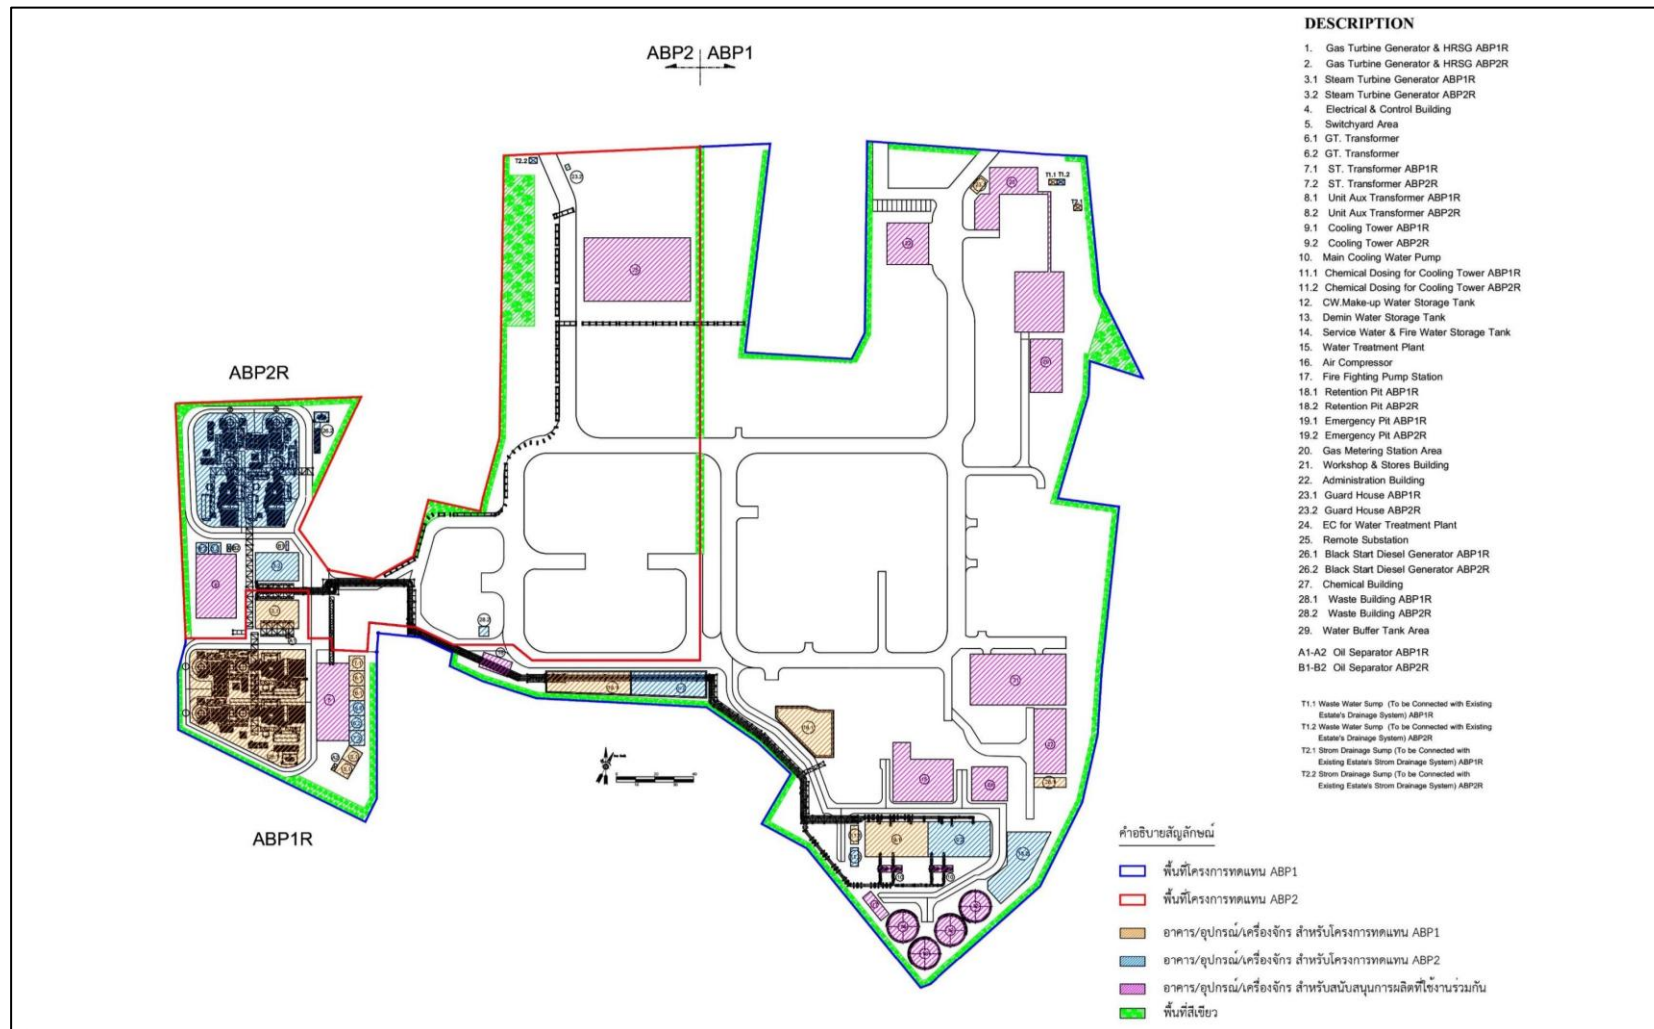 ABP2 ABP1
ABP2R
ABP1R
T2.2
23.2
T1.1 T1.2
T2.1
28.2
DESCRIPTION
1. Gas Turbine Generator & HRSG ABP1R
2. Gas Turbine Generator & HRSG ABP2R
3.1 Steam Turbine Generator ABP1R
3.2 Steam Turbine Generator ABP2R
4. Electrical & Control Building
5. Switchyard Area
6.1 GT. Transformer
6.2 GT. Transformer
7.1 ST. Transformer ABP1R
7.2 ST. Transformer ABP2R
8.1 Unit Aux Transformer ABP1R
8.2 Unit Aux Transformer ABP2R
9.1 Cooling Tower ABP1R
9.2 Cooling Tower ABP2R
10. Main Cooling Water Pump
11.1 Chemical Dosing for Cooling Tower ABP1R
11.2 Chemical Dosing for Cooling Tower ABP2R
12. CW.Make-up Water Storage Tank
13. Demin Water Storage Tank
14. Service Water & Fire Water Storage Tank
15. Water Treatment Plant
16. Air Compressor
17. Fire Fighting Pump Station
18.1 Retention Pit ABP1R
18.2 Retention Pit ABP2R
19.1 Emergency Pit ABP1R
19.2 Emergency Pit ABP2R
20. Gas Metering Station Area
21. Workshop & Stores Building
22. Administration Building
23.1 Guard House ABP1R
23.2 Guard House ABP2R
24. EC for Water Treatment Plant
25. Remote Substation
26.1 Black Start Diesel Generator ABP1R
26.2 Black Start Diesel Generator ABP2R
27. Chemical Building
28.1 Waste Building ABP1R
28.2 Waste Building ABP2R
29. Water Buffer Tank Area
A1-A2 Oil Separator ABP1R
B1-B2 Oil Separator ABP2R
T1.1 Waste Water Sump (To be Connected with Existing
Estate's Drainage System) ABP1R
T1.2 Waste Water Sump (To be Connected with Existing
Estate's Drainage System) ABP2R
T2.1 Strom Drainage Sump (To be Connected with
Existing Estate's Strom Drainage System) ABP1R
T2.2 Strom Drainage Sump (To be Connected with
Existing Estate's Strom Drainage System) ABP2R
คำอธิบายสัญลักษณ์
พื้นที่โครงการทดแทน ABP1
พื้นที่โครงการทดแทน ABP2
อาคาร/อุปกรณ์/เครื่องจักร สำหรับโครงการทดแทน ABP1
อาคาร/อุปกรณ์/เครื่องจักร สำหรับโครงการทดแทน ABP2
อาคาร/อุปกรณ์/เครื่องจักร สำหรับสนับสนุนการผลิตที่ใช้งานร่วมกัน
พื้นที่สีเขียว